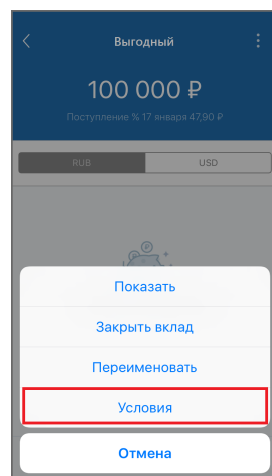 Выгодный
100 000 ₽
Поступление % 17 января 47,90 ₽
RUB
USD
Показать
Закрыть вклад
Переименовать
Условия
Отмена